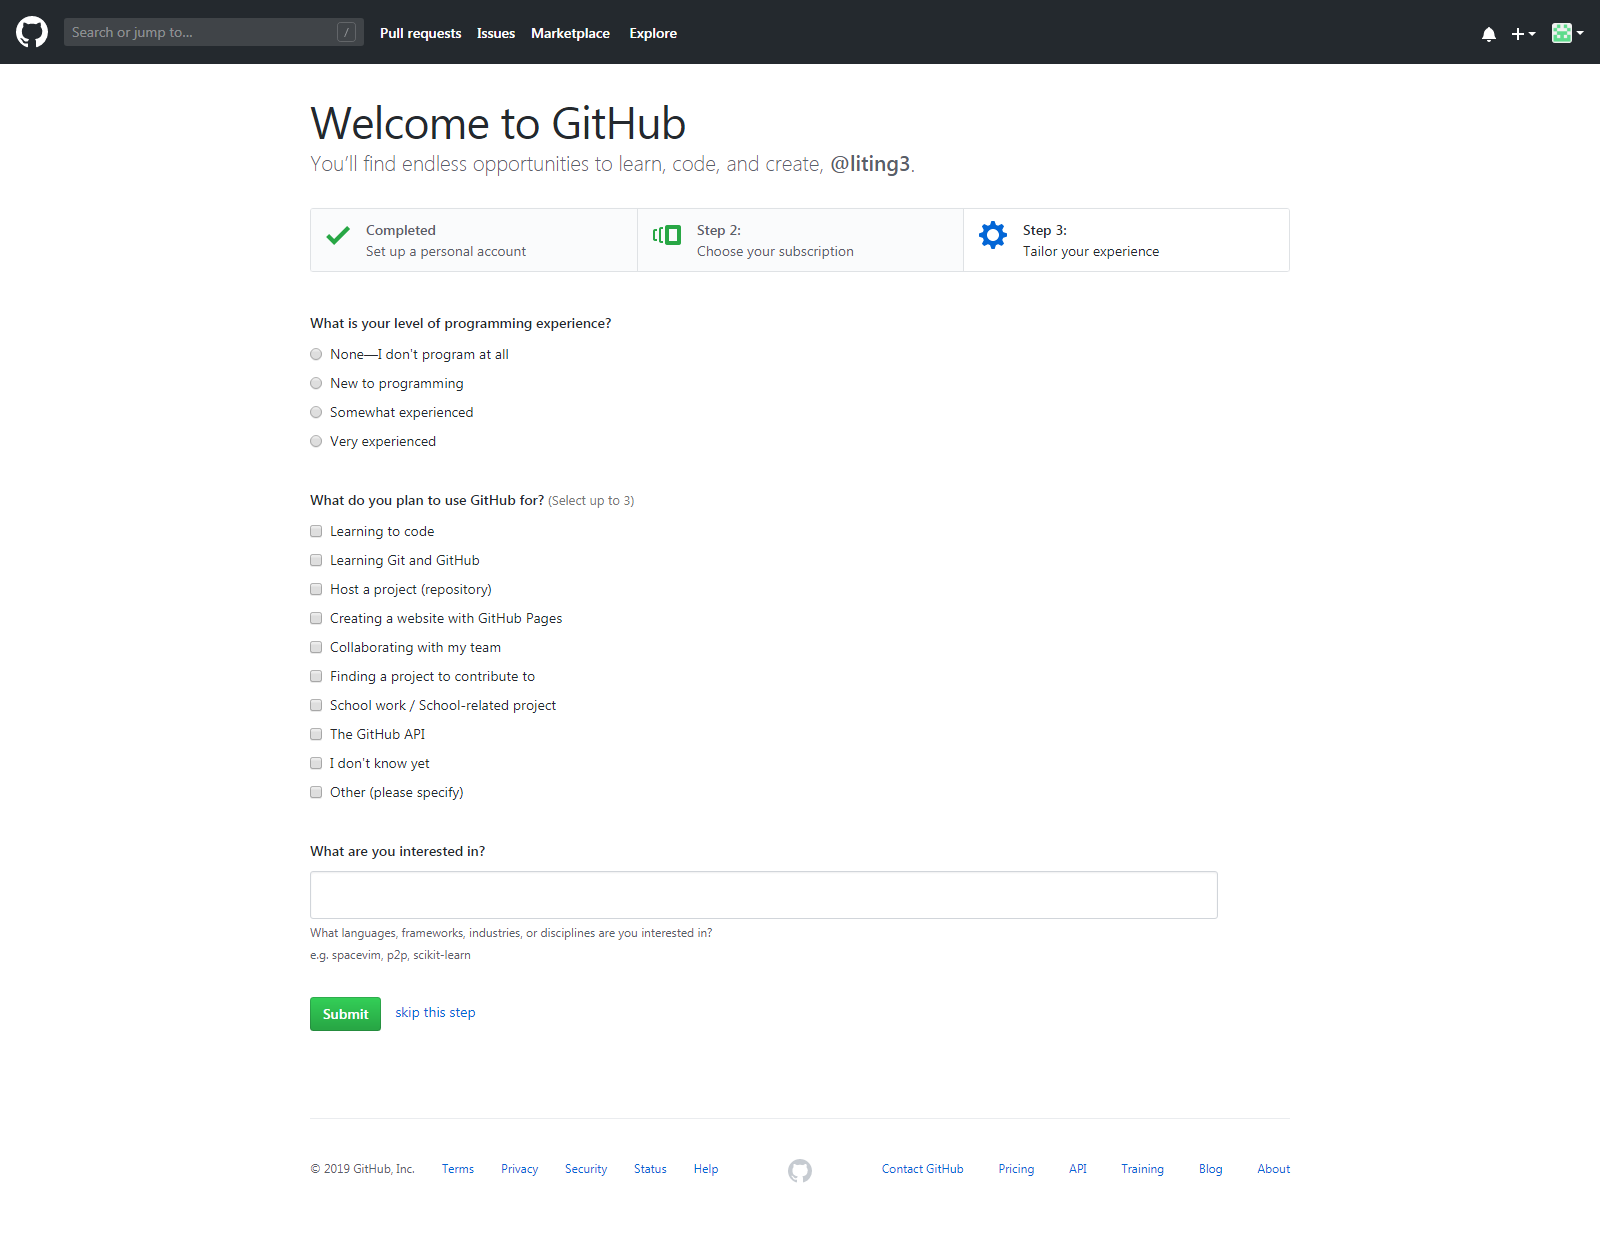 Search or jump to... /
Pull requests Issues Marketplace Explore
Welcome to GitHub
You’ll find endless opportunities to learn, code, and create, @liting3.
Completed
Set up a personal account
Step 2:
Choose your subscription
Step 3:
Tailor your experience
What is your level of programming experience?
None—I don't program at all
New to programming
Somewhat experienced
Very experienced
What do you plan to use GitHub for? (Select up to 3)
Learning to code
Learning Git and GitHub
Host a project (repository)
Creating a website with GitHub Pages
Collaborating with my team
Finding a project to contribute to
School work / School-related project
The GitHub API
I don't know yet
Other (please specify)
What are you interested in?
What languages, frameworks, industries, or disciplines are you interested in?
e.g. spacevim, p2p, scikit-learn
Submit skip this step
© 2019 GitHub, Inc. Terms Privacy Security Status Help Contact GitHub Pricing API Training Blog About